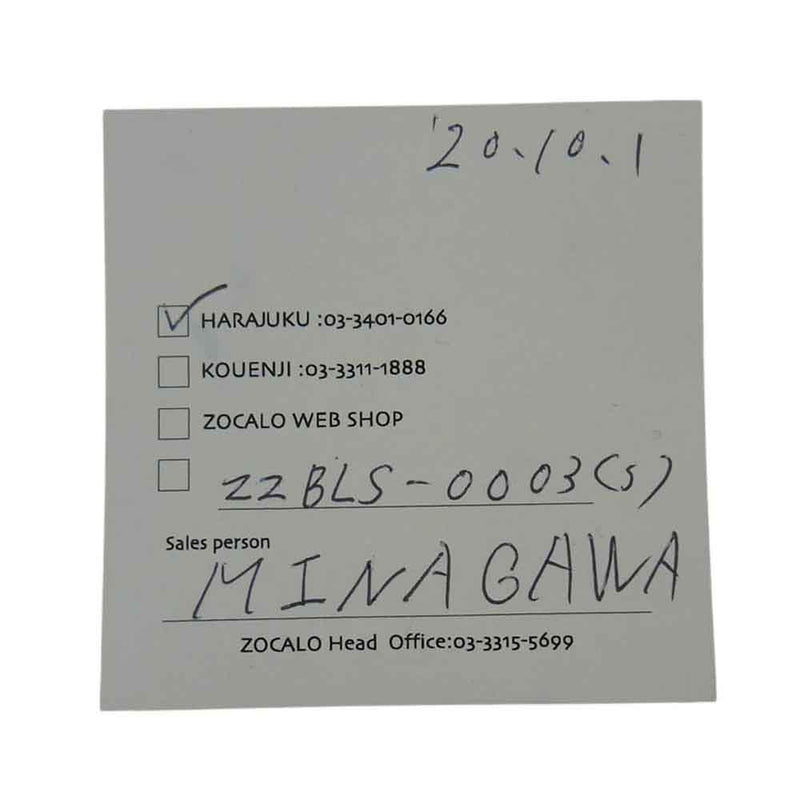 '20.10.1
HARAJUKU :03-3401-0166
KOUENJI :03-3311-1888
ZOCALO WEB SHOP
ZZBLS-0003(S)
Sales person
MINAGAWA
ZOCALO Head Office:03-3315-5699